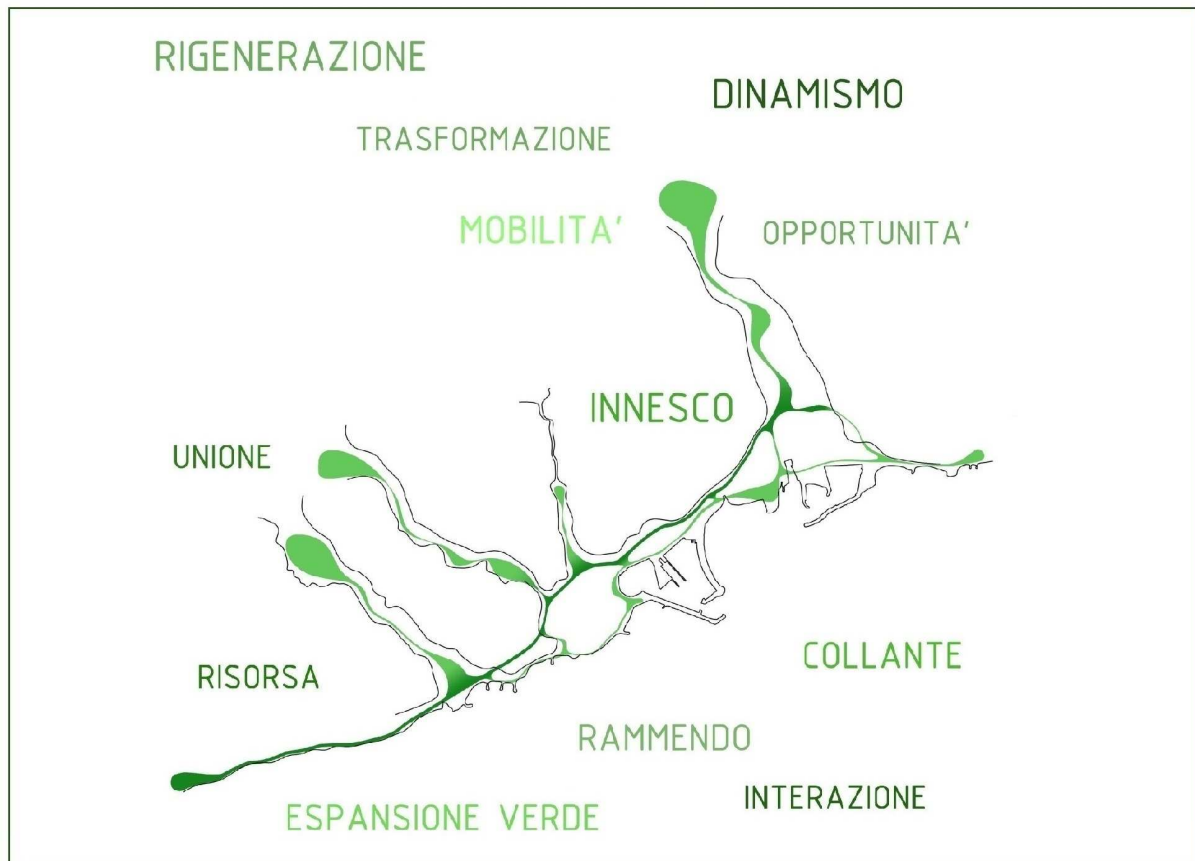 RIGENERAZIONE
DINAMISMO
TRASFORMAZIONE
MOBILITA'
OPPORTUNITA'
INNESCO
UNIONE
RISORSA
COLLANTE
RAMMENDO
INTERAZIONE
ESPANSIONE VERDE